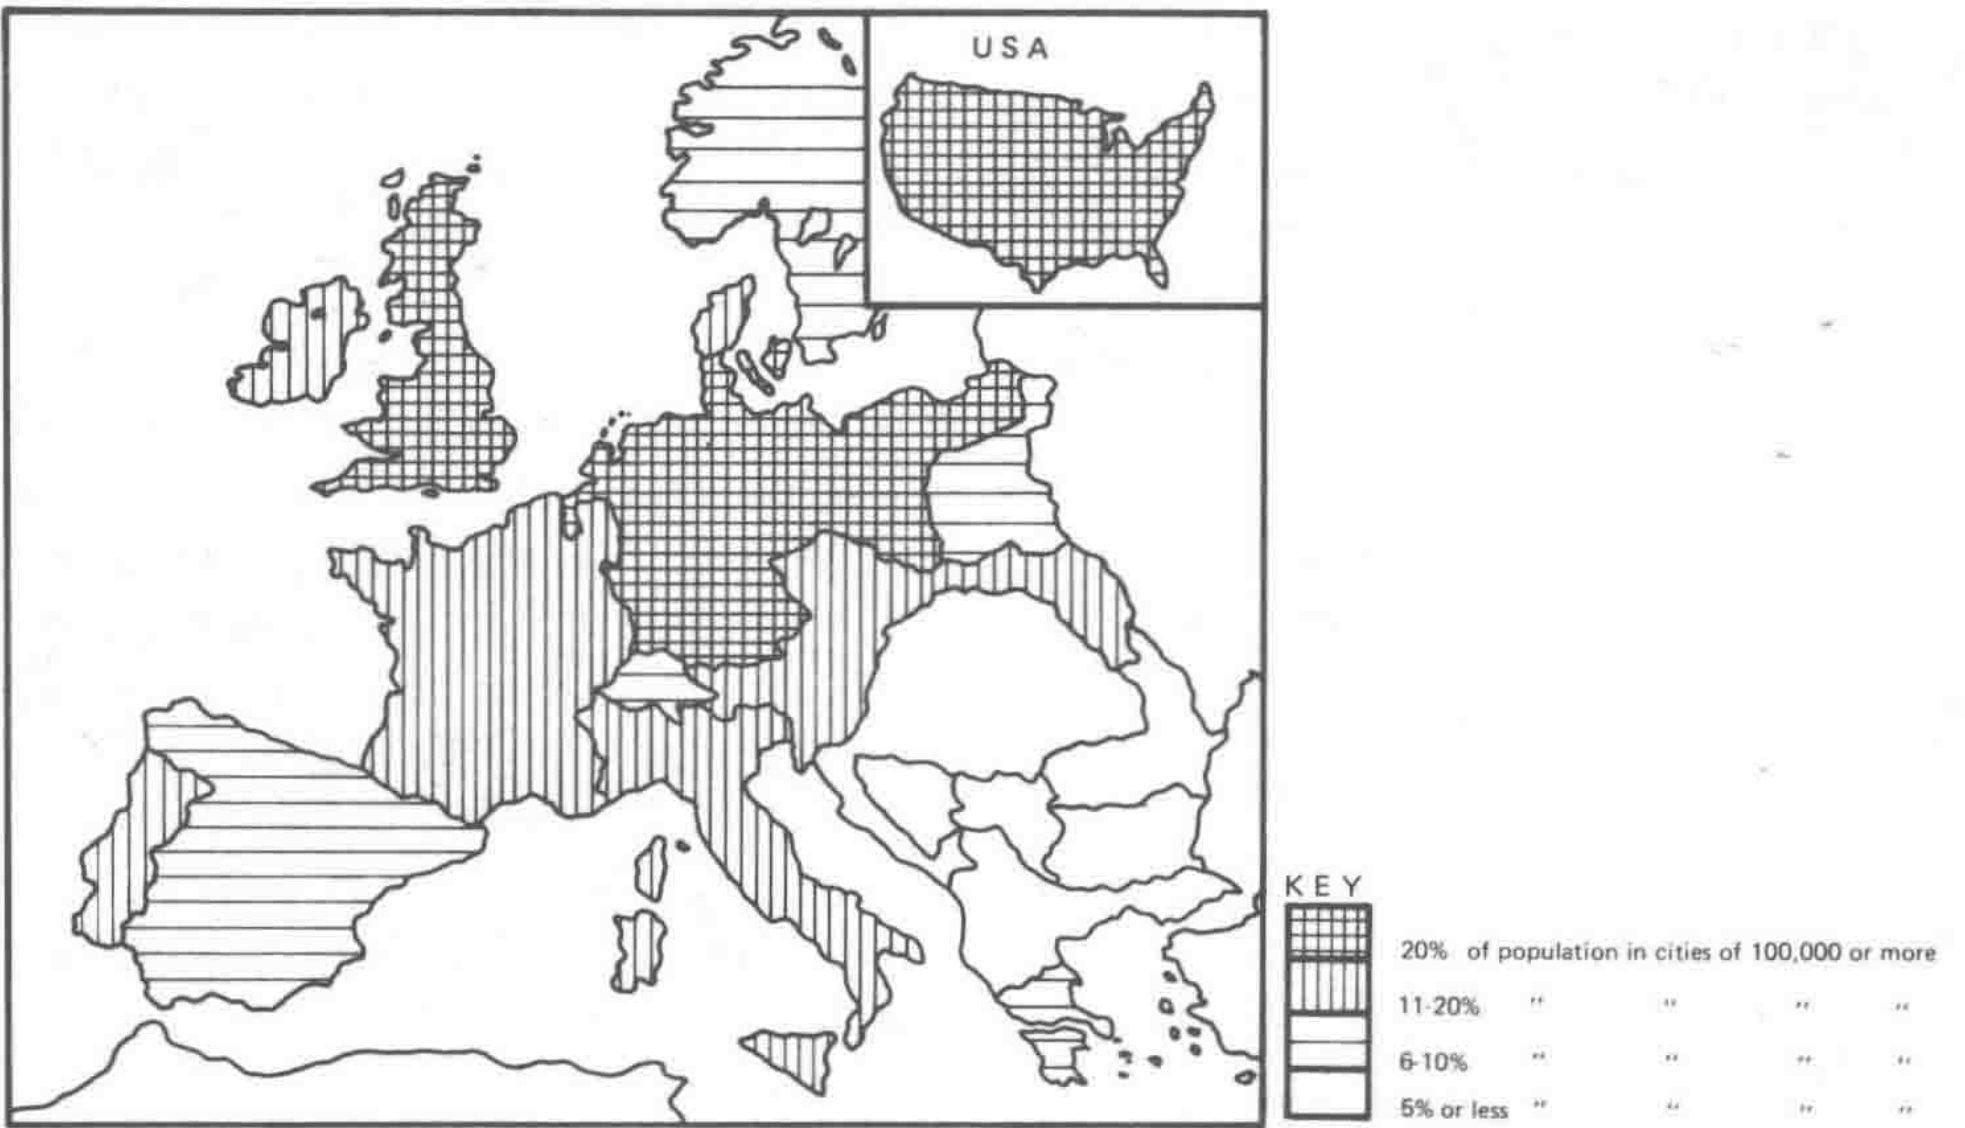 USA
KEY
20% of population in cities of 100,000 or more
11-20% " " " "
6-10% " " " "
5% or less " " " "